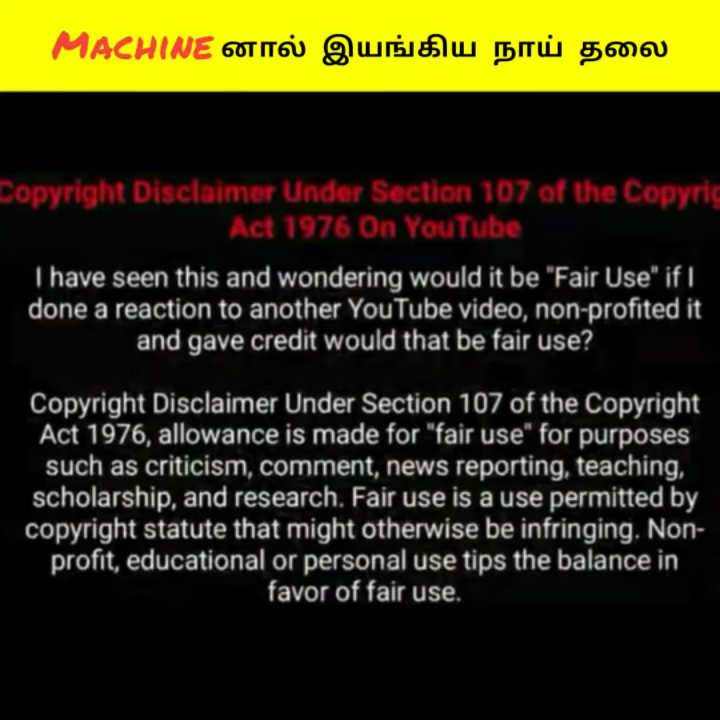 MACHINEனால் இயங்கிய நாய் தலை
Copyright Disclaimer Under Section 107 of the Copyrig
Act 1976 On YouTube
I have seen this and wondering would it be "Fair Use" if I
done a reaction to another YouTube video, non-profited it
and gave credit would that be fair use?
Copyright Disclaimer Under Section 107 of the Copyright
Act 1976, allowance is made for "fair use" for purposes
such as criticism, comment, news reporting, teaching,
scholarship, and research. Fair use is a use permitted by
copyright statute that might otherwise be infringing. Non-
profit, educational or personal use tips the balance in
favor of fair use.